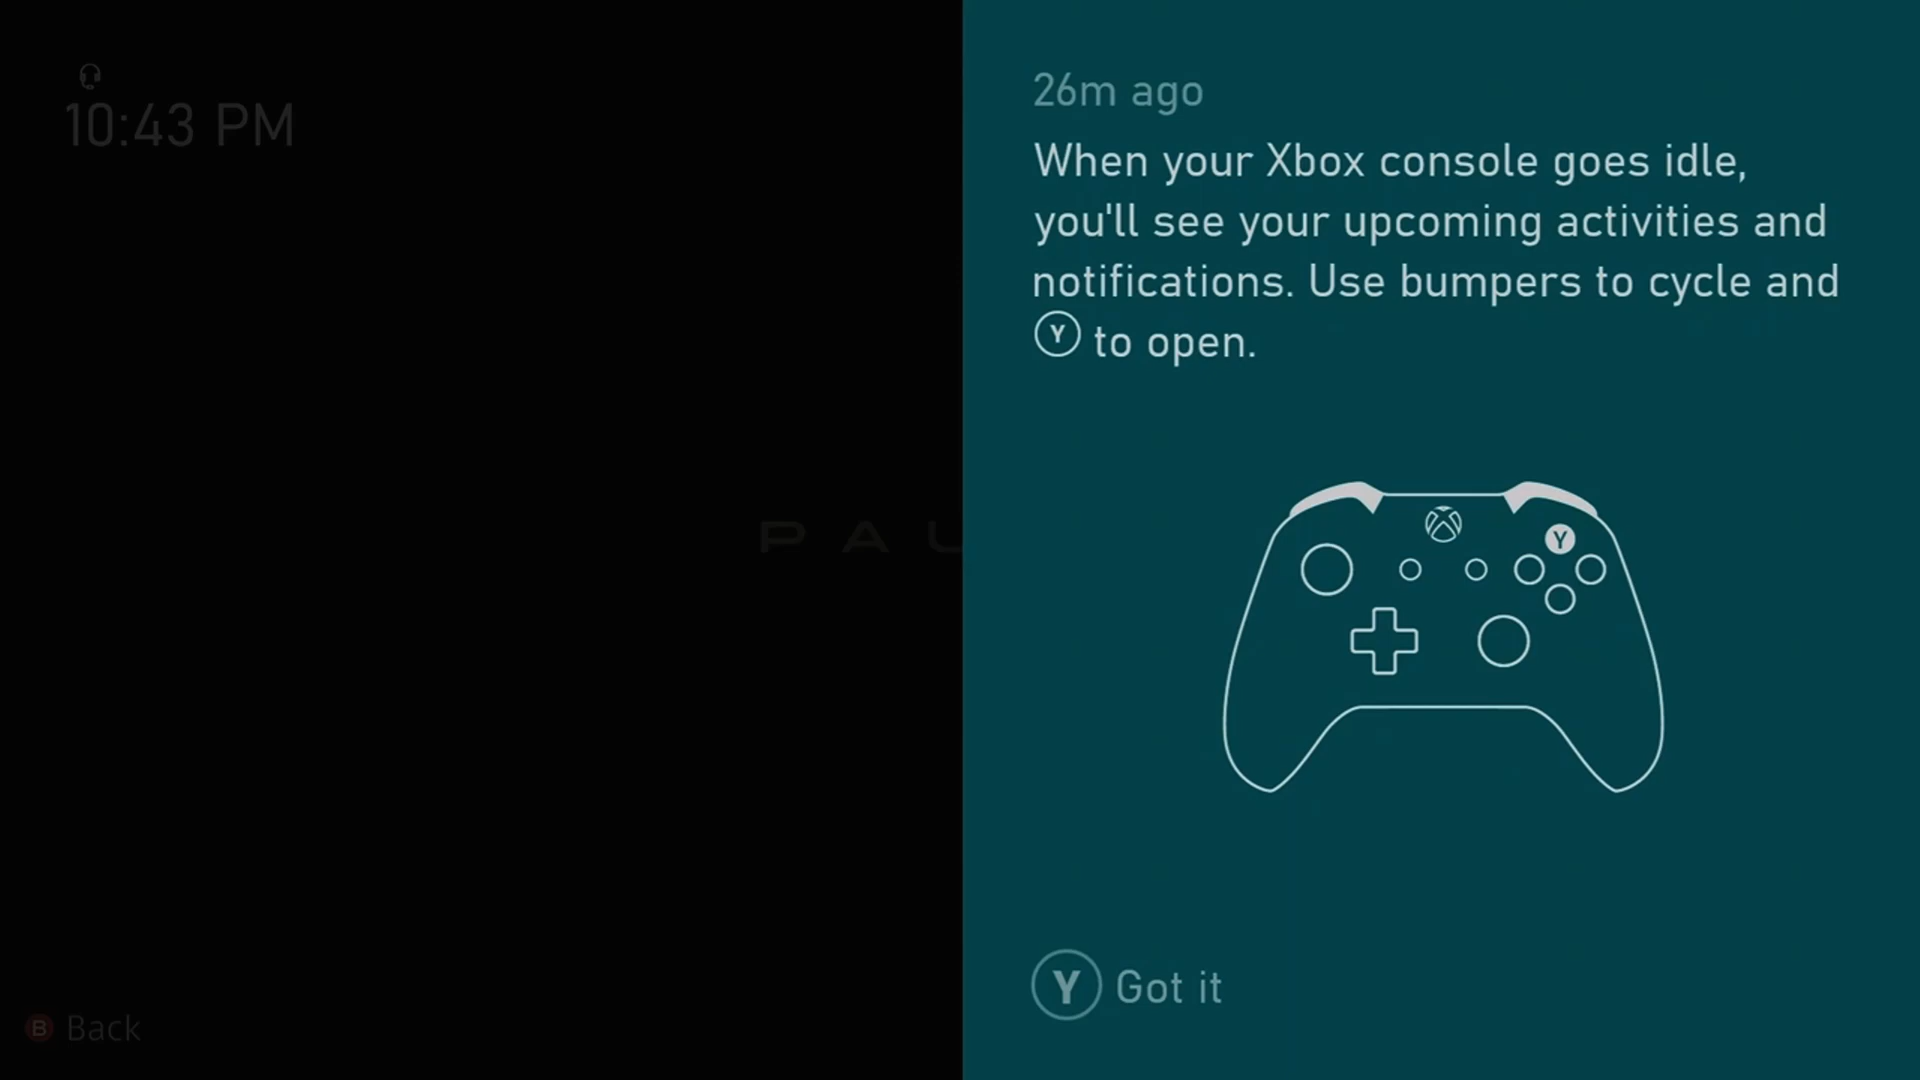 10:43 PM
PAU
B Back
26m ago
When your Xbox console goes idle,
you'll see your upcoming activities and
notifications. Use bumpers to cycle and
Y to open.
Y
Y Got it